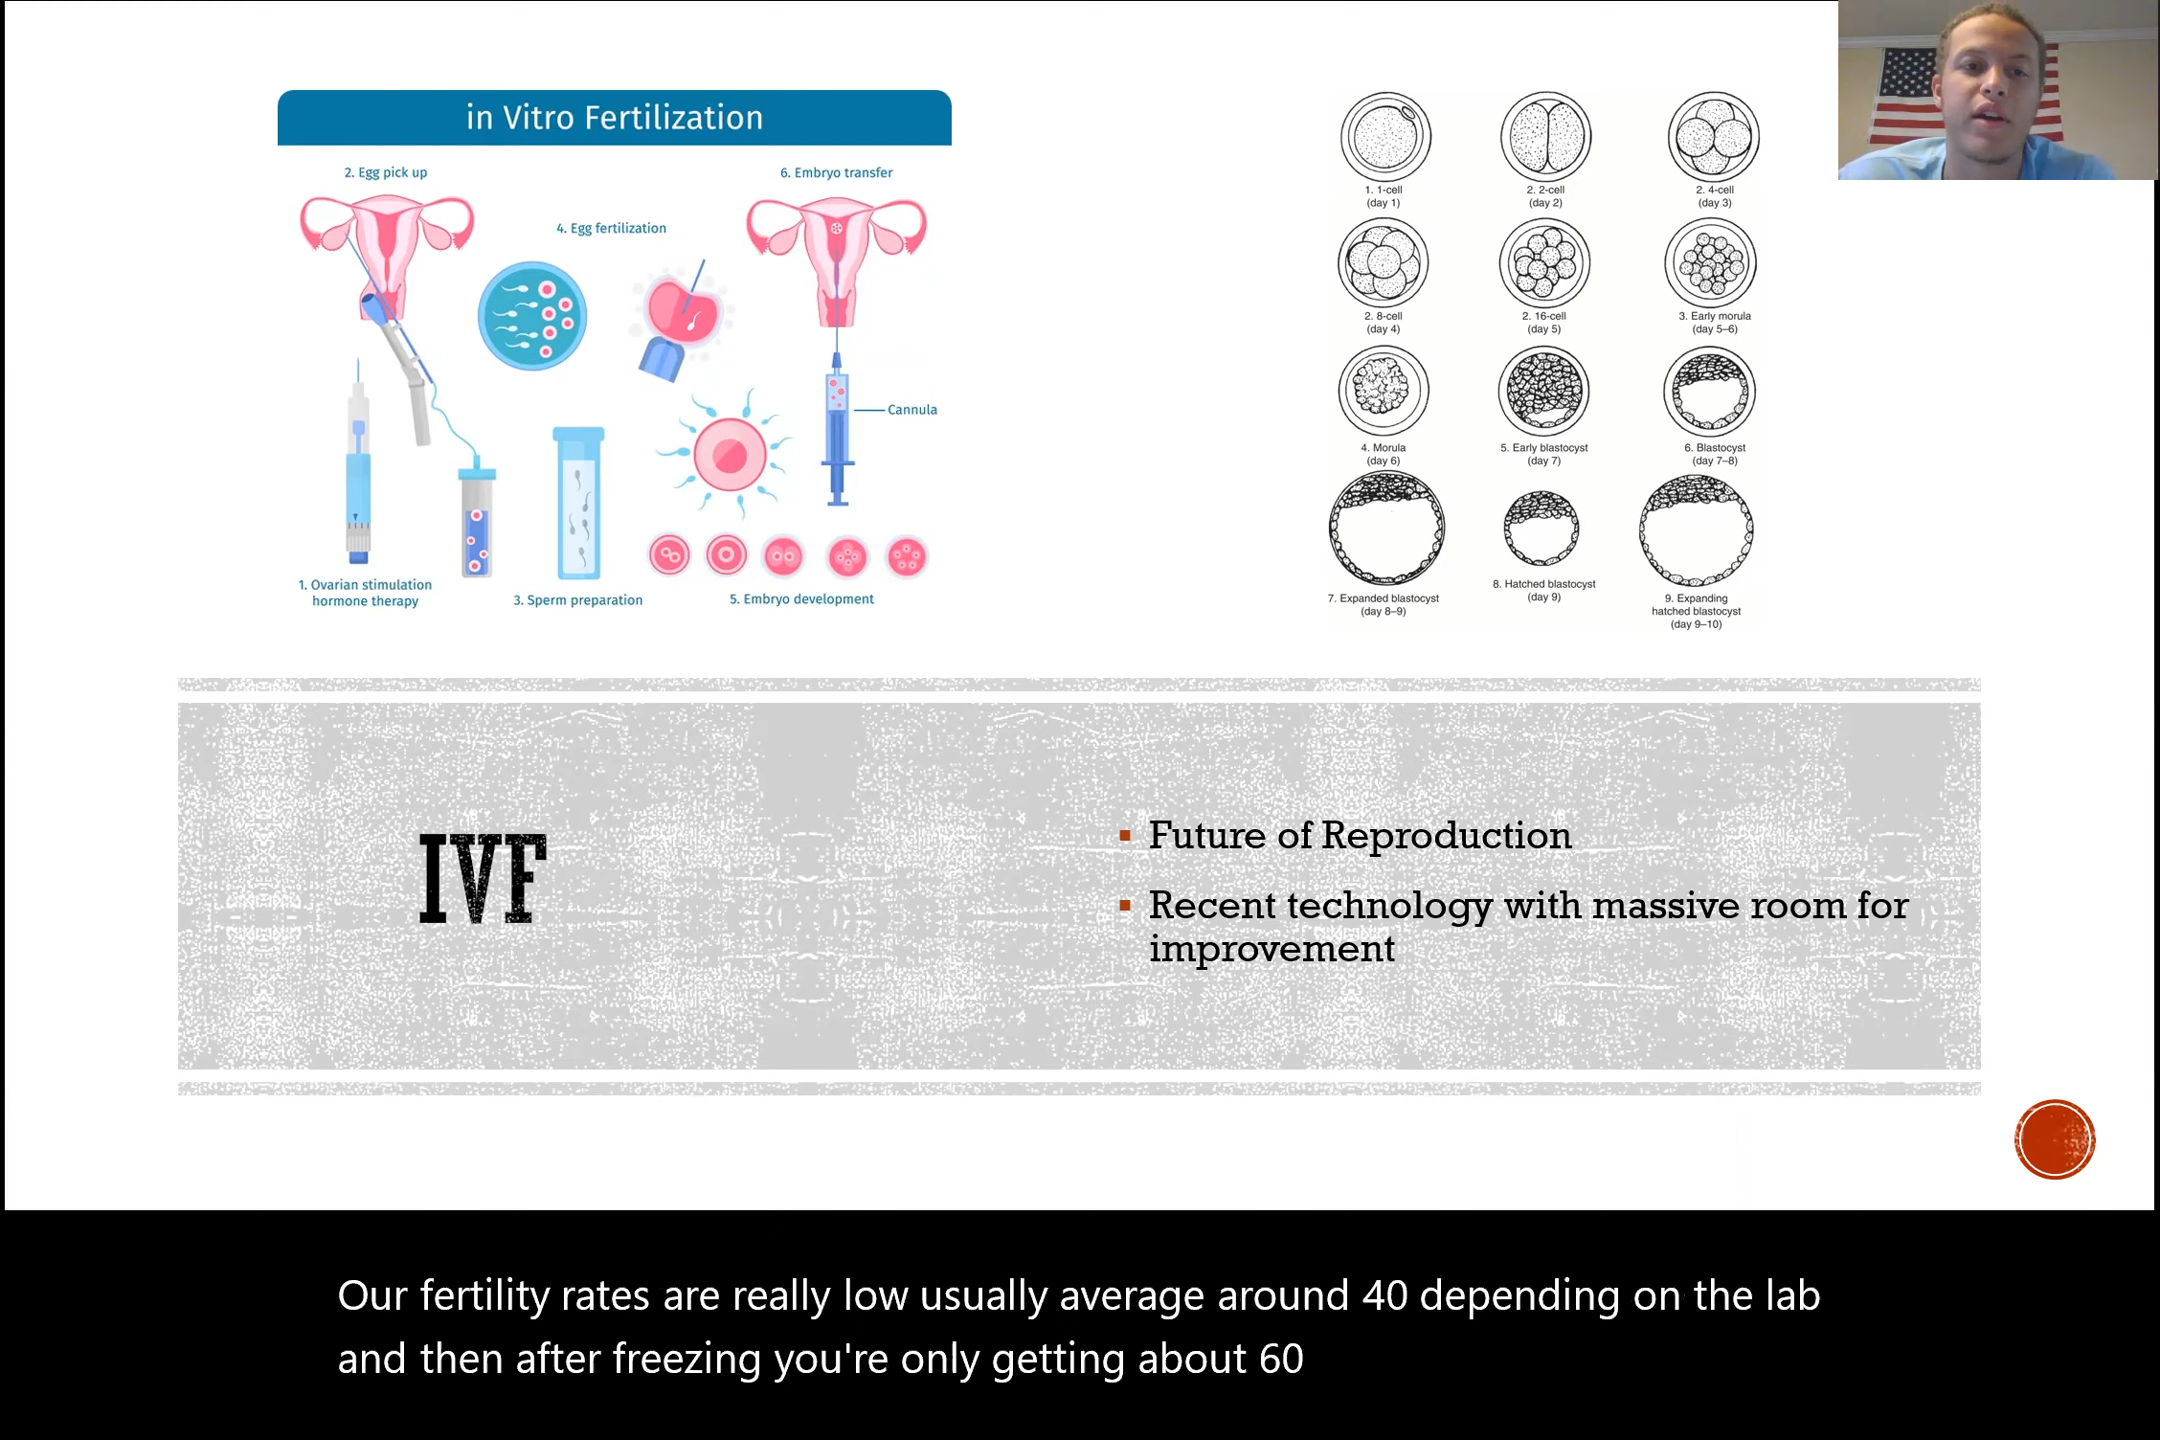 in Vitro Fertilization
2. Egg pick up
6. Embryo transfer
4. Egg fertilization
Cannula
1. Ovarian stimulation
hormone therapy
3. Sperm preparation
5. Embryo development
1. 1-cell
(day 1)
2. 2-cell
(day 2)
2. 4-cell
(day 3)
2. 8-cell
(day 4)
2. 16-cell
(day 5)
3. Early morula
(day 5–6)
4. Morula
(day 6)
5. Early blastocyst
(day 7)
6. Blastocyst
(day 7–8)
7. Expanded blastocyst
(day 8–9)
8. Hatched blastocyst
(day 9)
9. Expanding
hatched blastocyst
(day 9–10)
IVF
▪ Future of Reproduction
▪ Recent technology with massive room for
improvement
Our fertility rates are really low usually average around 40 depending on the lab
and then after freezing you're only getting about 60